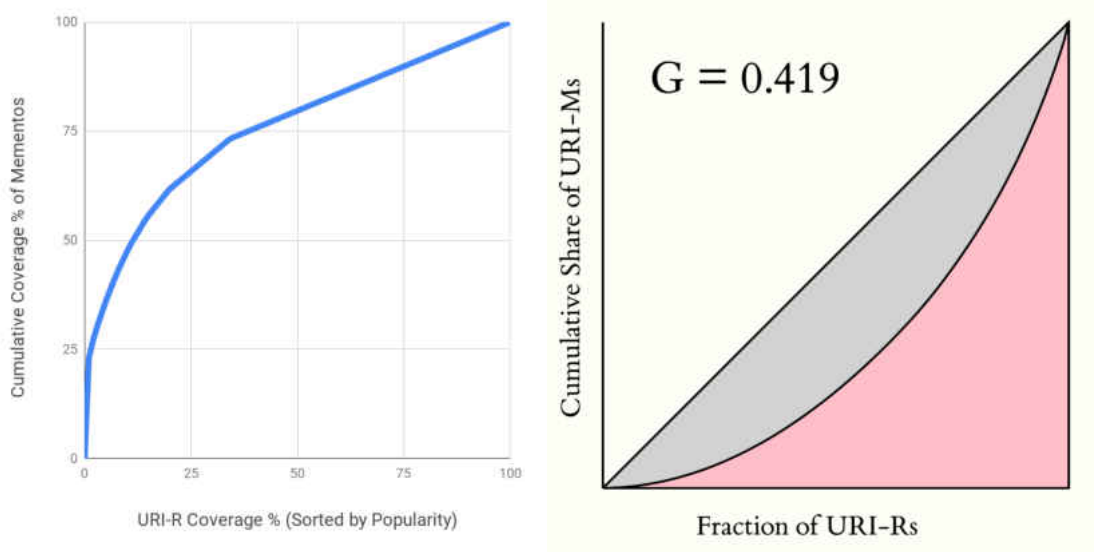 100
75
50
25
0
0 25 50 75 100
Cumulative Coverage % of Mementos
URI-R Coverage % (Sorted by Popularity)
G = 0.419
Cumulative Share of URI-Ms
Fraction of URI-Rs